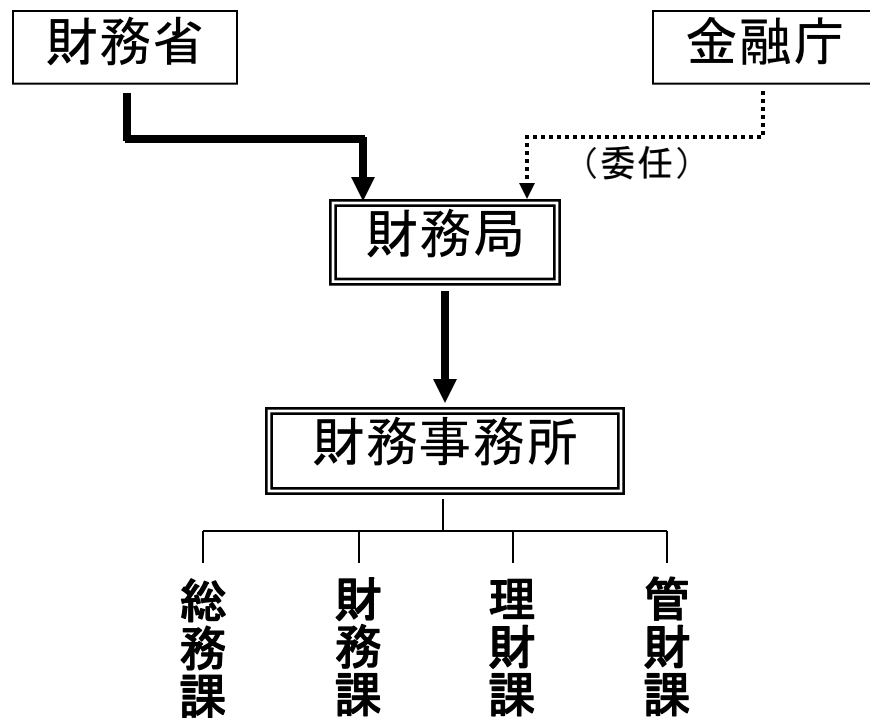 財務省
金融庁
（委任）
財務局
財務事務所
総務課
財務課
理財課
管財課